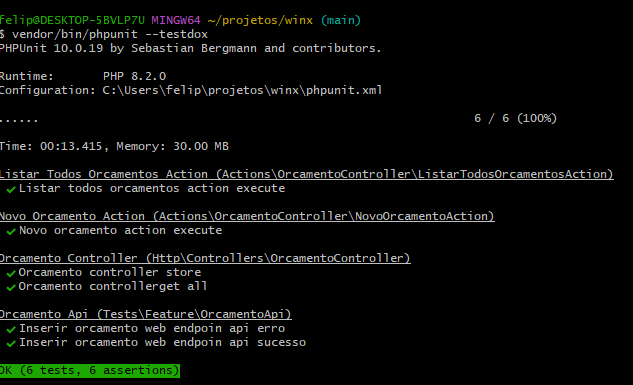 felip@DESKTOP-5BVLP7U MINGW64 ~/projetos/winx (main)
$ vendor/bin/phpunit --testdox
PHPUnit 10.0.19 by Sebastian Bergmann and contributors.
Runtime:       PHP 8.2.0
Configuration: C:\Users\felip\projetos\winx\phpunit.xml
......                                                              6 / 6 (100%)
Time: 00:13.415, Memory: 30.00 MB
Listar Todos Orcamentos Action (Actions\OrcamentoController\ListarTodosOrcamentosAction)
✓ Listar todos orcamentos action execute
Novo Orcamento Action (Actions\OrcamentoController\NovoOrcamentoAction)
✓ Novo orcamento action execute
Orcamento Controller (Http\Controllers\OrcamentoController)
✓ Orcamento controller store
✓ Orcamento controllerget all
Orcamento Api (Tests\Feature\OrcamentoApi)
✓ Inserir orcamento web endpoin api erro
✓ Inserir orcamento web endpoin api sucesso
OK (6 tests, 6 assertions)